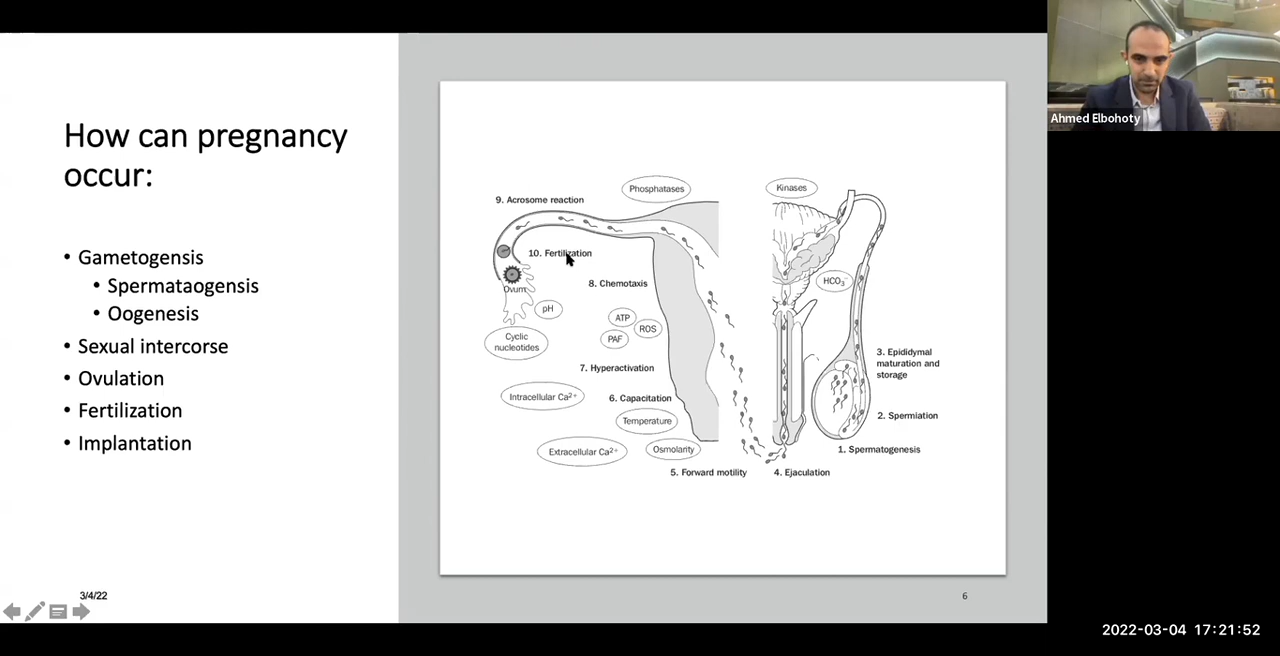 How can pregnancy
occur:
• Gametogensis
• Spermataogensis
• Oogenesis
• Sexual intercorse
• Ovulation
• Fertilization
• Implantation
3/4/22
Phosphatases
Kinases
9. Acrosome reaction
10. Fertilization
Ovum
8. Chemotaxis
HCO3−
pH
ATP
ROS
PAF
Cyclic
nucleotides
7. Hyperactivation
3. Epididymal
maturation and
storage
Intracellular Ca2+
6. Capacitation
Temperature
2. Spermiation
Extracellular Ca2+
Osmolarity
1. Spermatogenesis
5. Forward motility
4. Ejaculation
6
Ahmed Elbohoty
2022-03-04 17:21:52